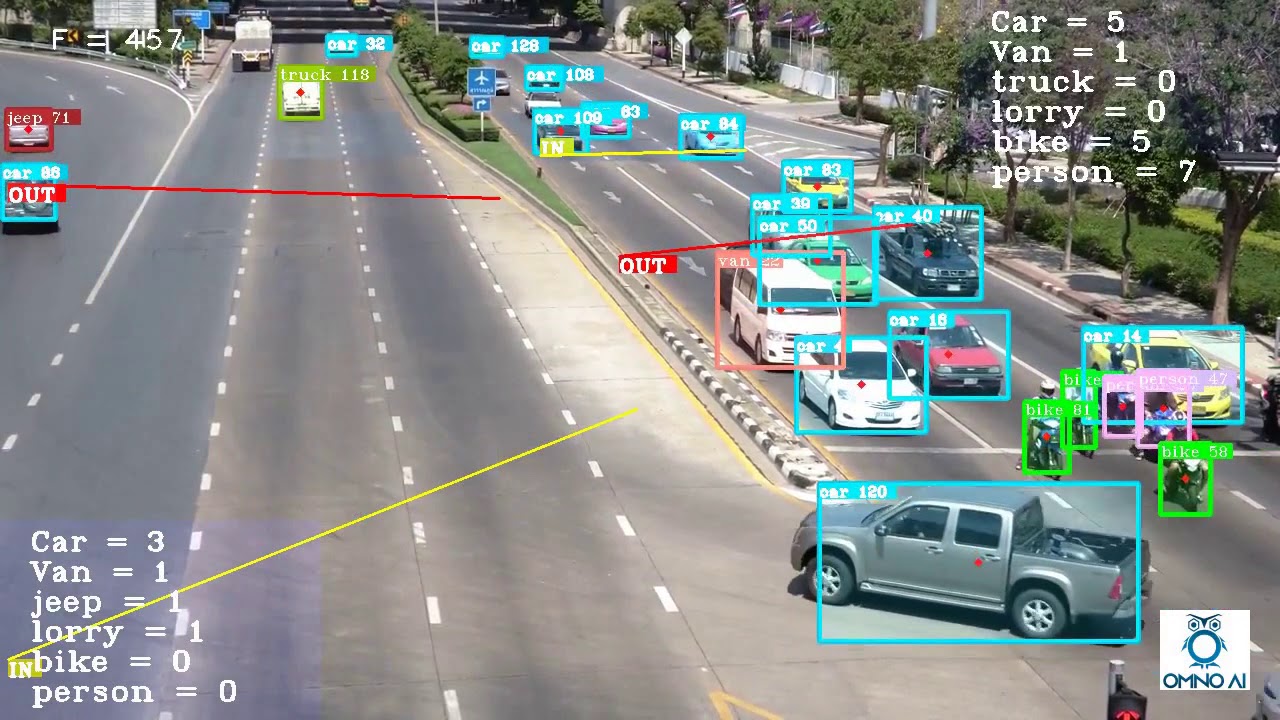 F = 457
Car = 5
Van = 1
truck = 0
lorry = 0
bike = 5
person = 7
car 32
car 128
truck 118
car 108
jeep 71
car 109
car 84
IN
car 86
OUT
car 39
car 40
car 50
OUT
van 22
car 16
car 14
person 47
bike 81
bike 58
car 120
Car = 3
Van = 1
jeep = 1
lorry = 1
IN
bike = 0
person = 0
OMNO AI